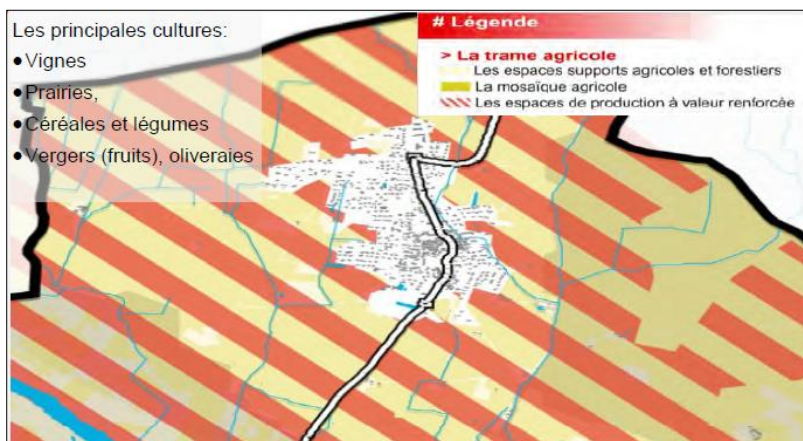 Les principales cultures:
•Vignes
•Prairies,
•Céréales et légumes
•Vergers (fruits), oliveraies
# Légende
> La trame agricole
Les espaces supports agricoles et forestiers
La mosaïque agricole
Les espaces de production à valeur renforcée